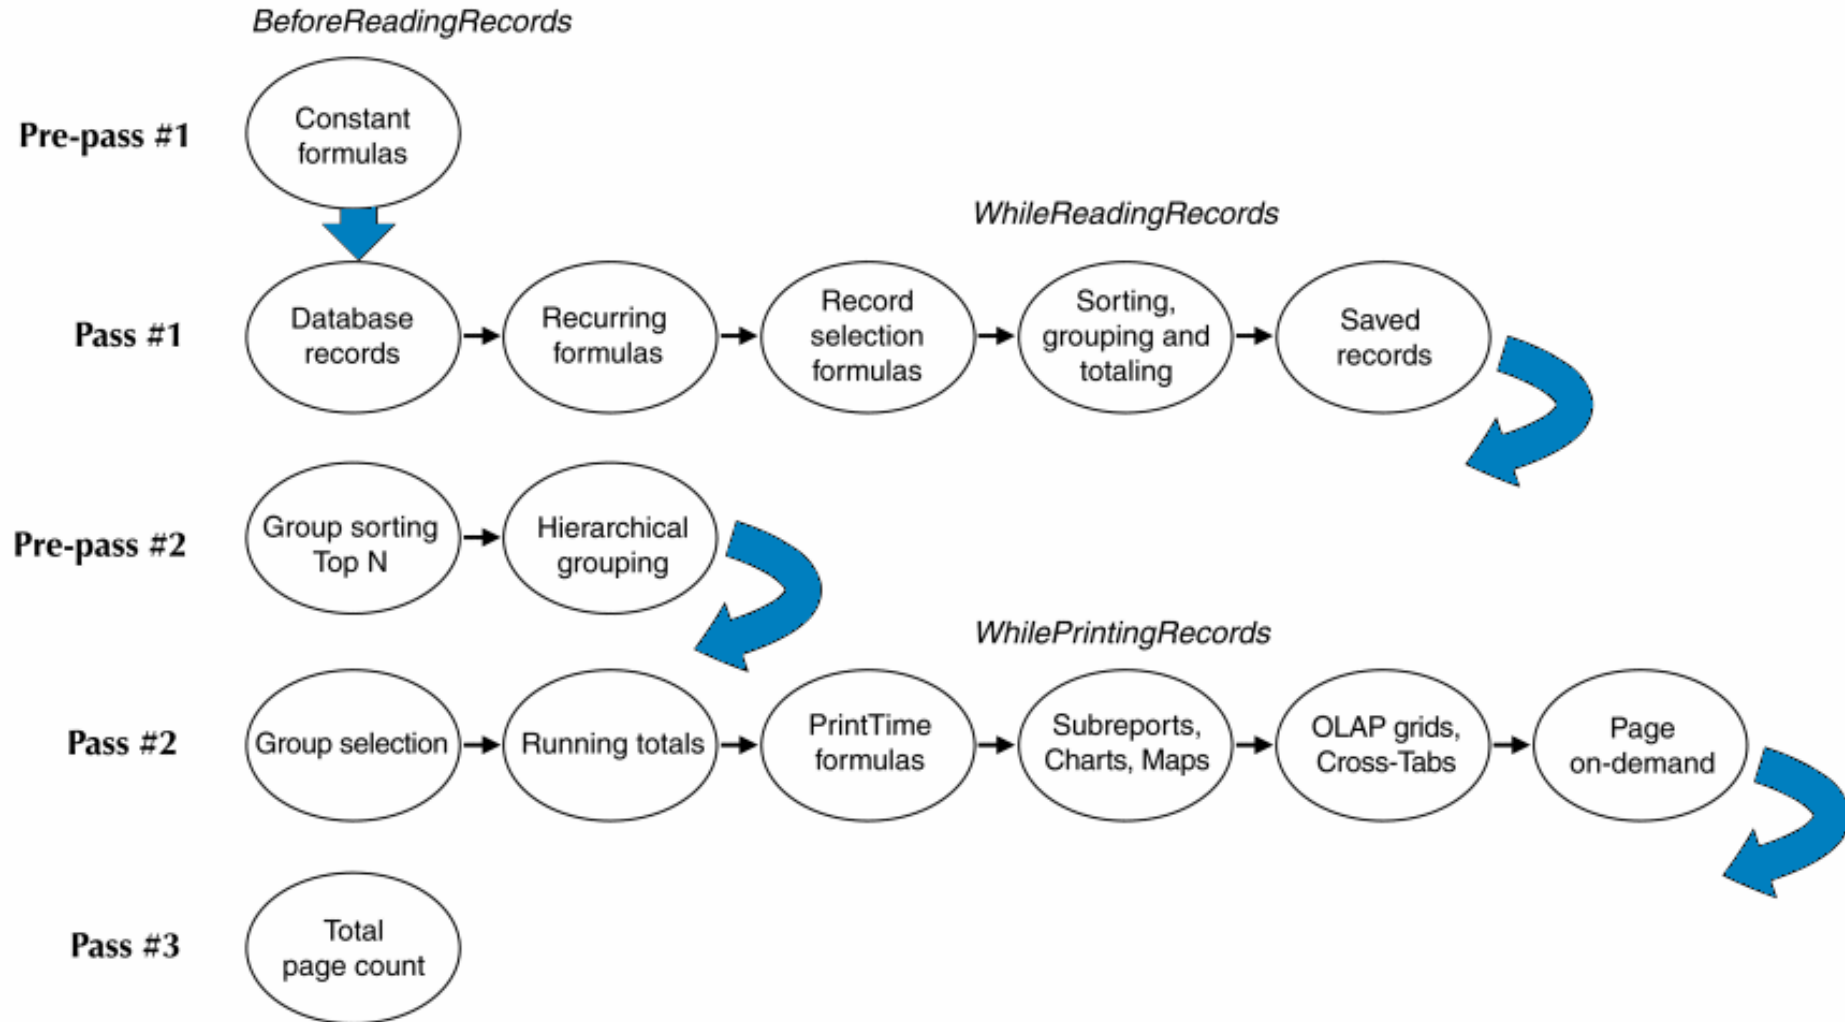 BeforeReadingRecords
Pre-pass #1
Constant
formulas
WhileReadingRecords
Pass #1
Database
records
Recurring
formulas
Record
selection
formulas
Sorting,
grouping and
totaling
Saved
records
Pre-pass #2
Group sorting
Top N
Hierarchical
grouping
WhilePrintingRecords
Pass #2
Group selection
Running totals
PrintTime
formulas
Subreports,
Charts, Maps
OLAP grids,
Cross-Tabs
Page
on-demand
Pass #3
Total
page count